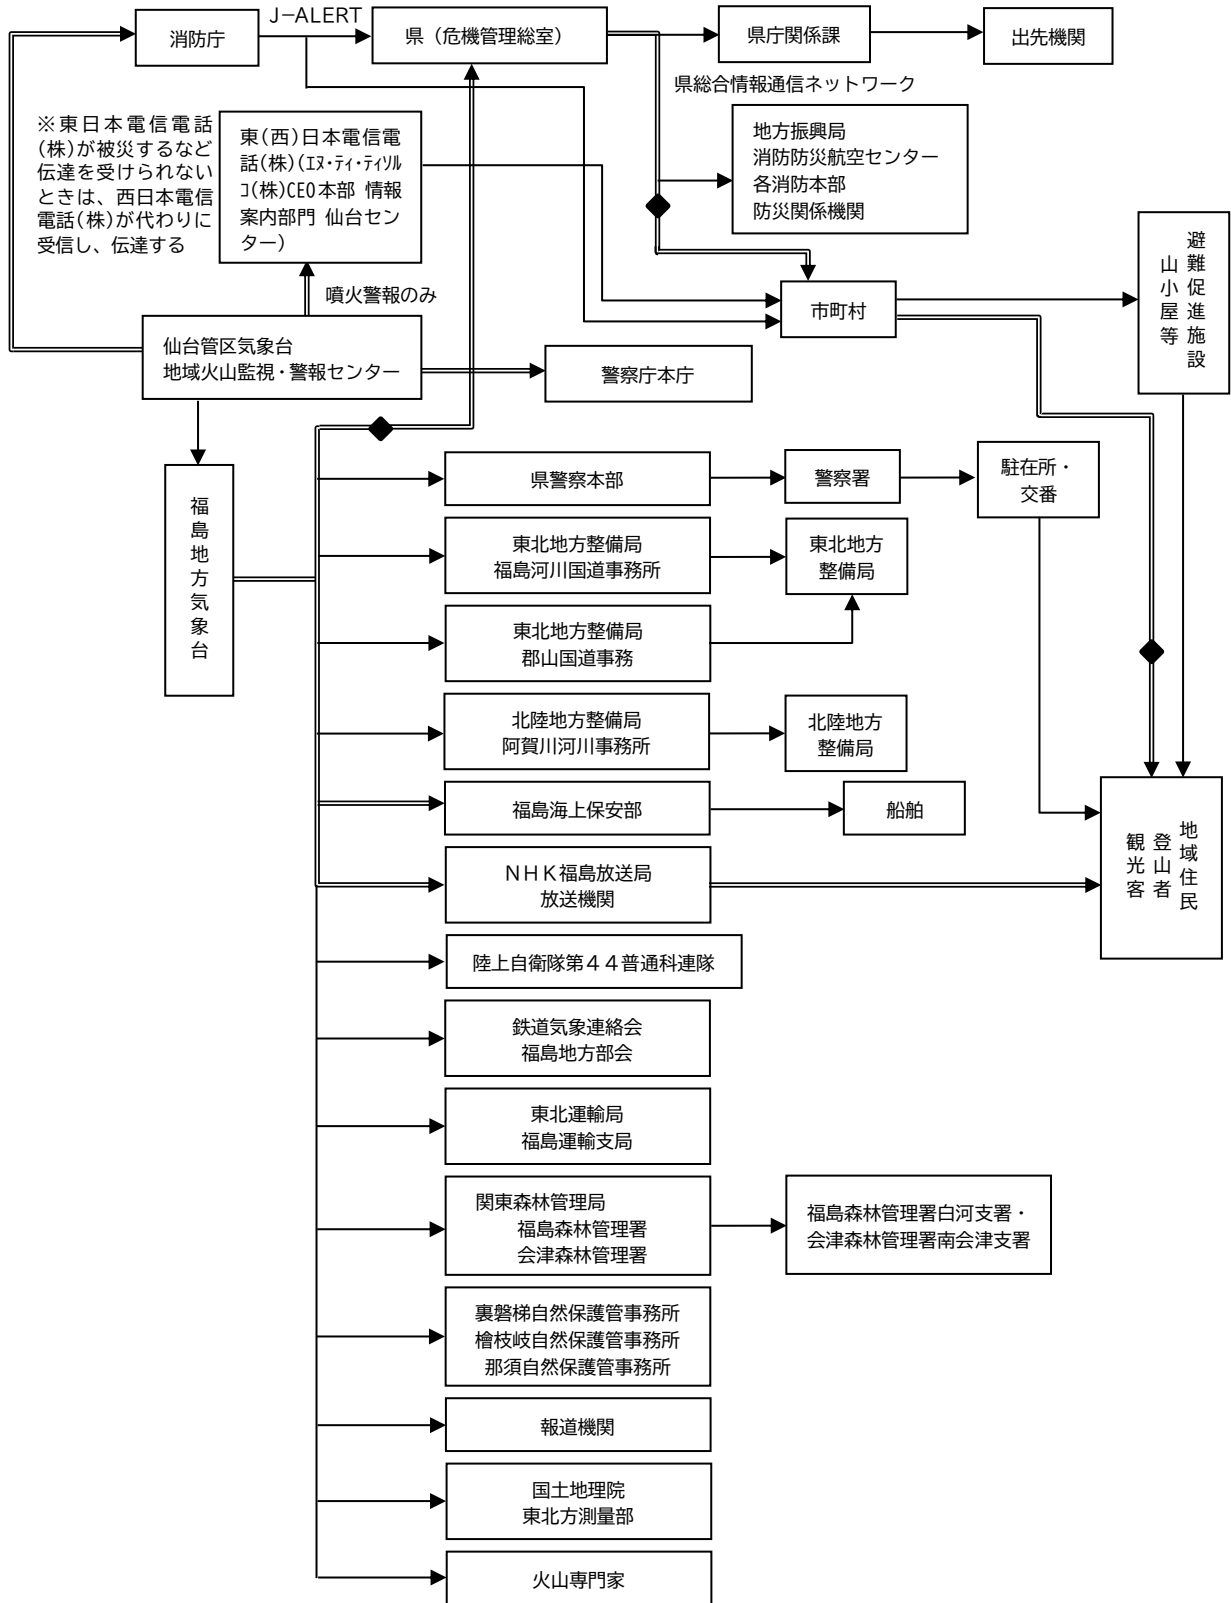 J-ALERT
消防庁
県（危機管理総室）
県庁関係課
出先機関
県総合情報通信ネットワーク
※東日本電信電話
(株)が被災するなど
伝達を受けられない
ときは、西日本電信
電話(株)が代わりに
受信し、伝達する
東(西)日本電信電
話(株)(ｴﾇ･ﾃｨ･ﾃｨｿﾙ
ｺ(株)CEO本部 情報
案内部門 仙台セン
ター)
地方振興局
消防防災航空センター
各消防本部
防災関係機関
噴火警報のみ
市町村
避難促進施設
山小屋等
仙台管区気象台
地域火山監視・警報センター
警察庁本庁
福島地方気象台
県警察本部
警察署
駐在所・
交番
東北地方整備局
福島河川国道事務所
東北地方
整備局
東北地方整備局
郡山国道事務
北陸地方整備局
阿賀川河川事務所
北陸地方
整備局
福島海上保安部
船舶
地域住民
登山者
観光客
ＮＨＫ福島放送局
放送機関
陸上自衛隊第４４普通科連隊
鉄道気象連絡会
福島地方部会
東北運輸局
福島運輸支局
関東森林管理局
福島森林管理署
会津森林管理署
福島森林管理署白河支署・
会津森林管理署南会津支署
裏磐梯自然保護管事務所
檜枝岐自然保護管事務所
那須自然保護管事務所
報道機関
国土地理院
東北方測量部
火山専門家